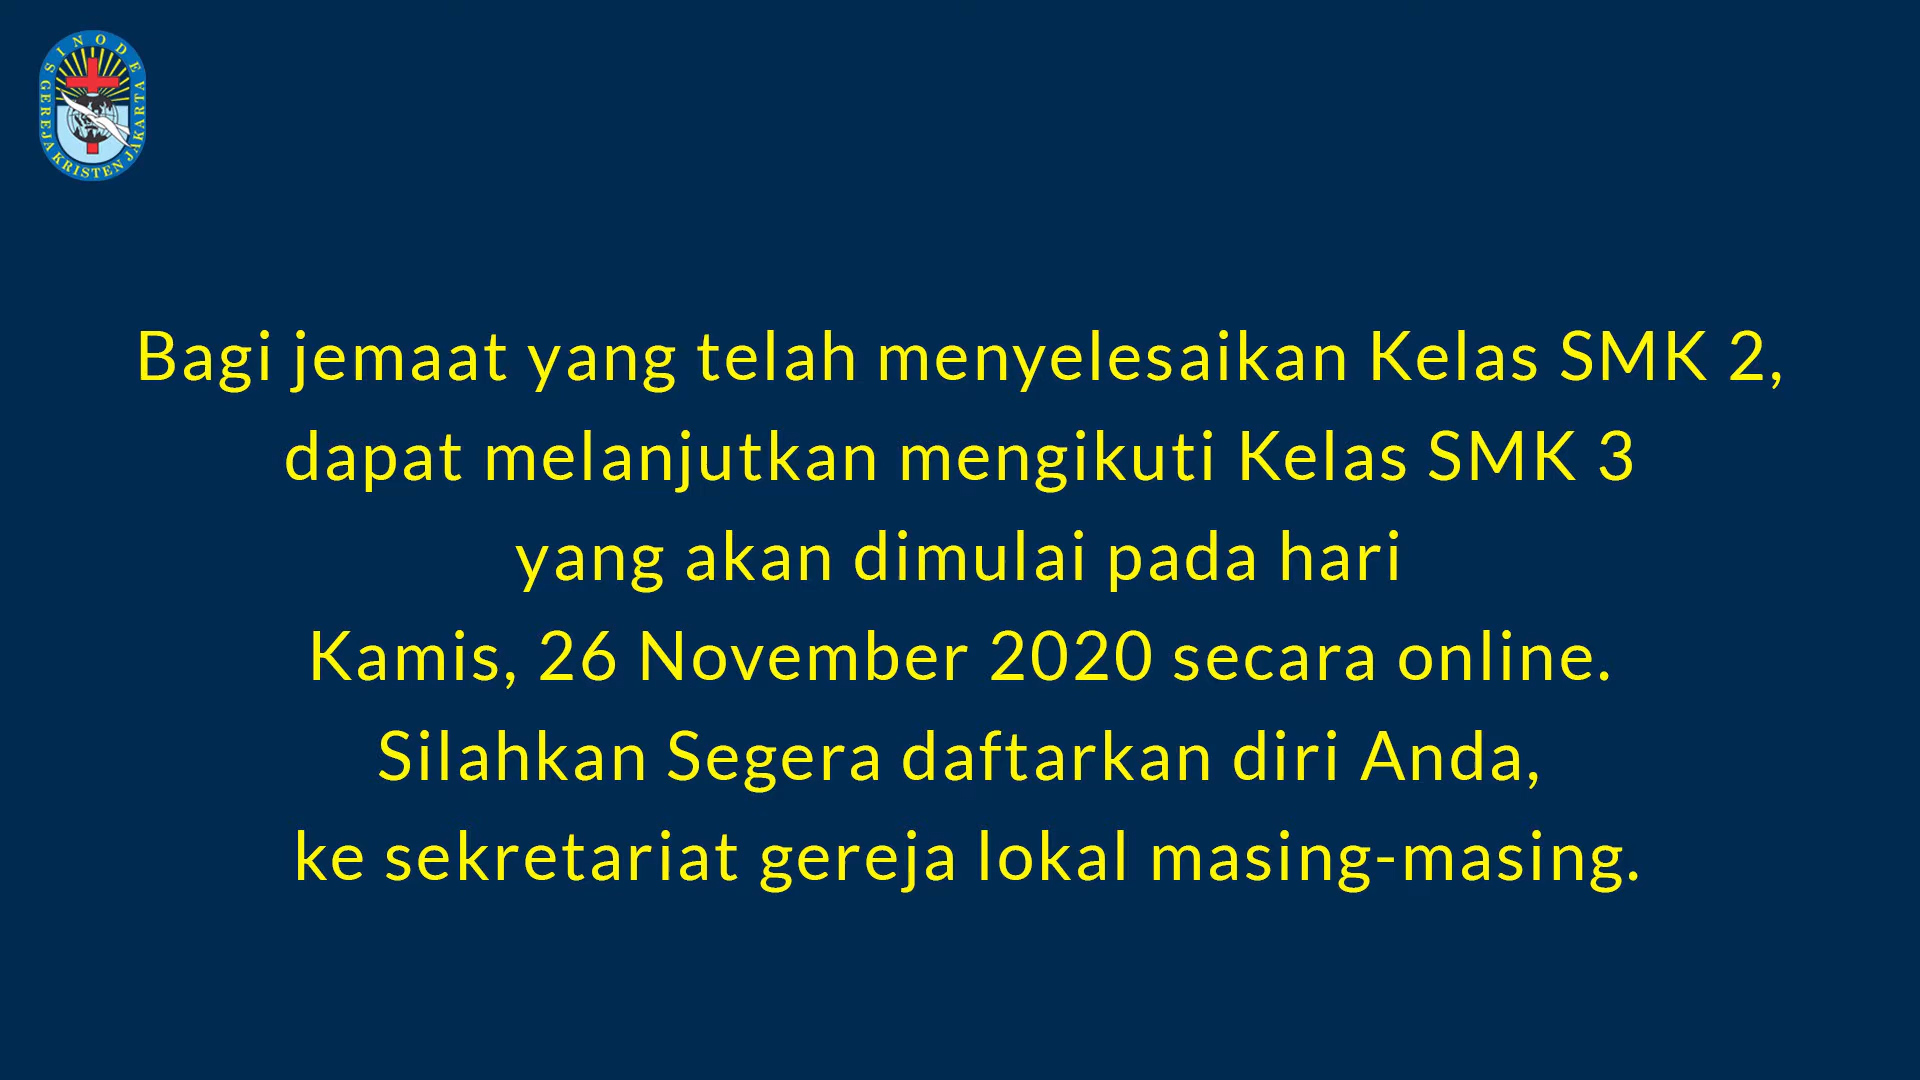 SINODE GEREJA KRISTEN JAKARTA
Bagi jemaat yang telah menyelesaikan Kelas SMK 2,
dapat melanjutkan mengikuti Kelas SMK 3
yang akan dimulai pada hari
Kamis, 26 November 2020 secara online.
Silahkan Segera daftarkan diri Anda,
ke sekretariat gereja lokal masing-masing.